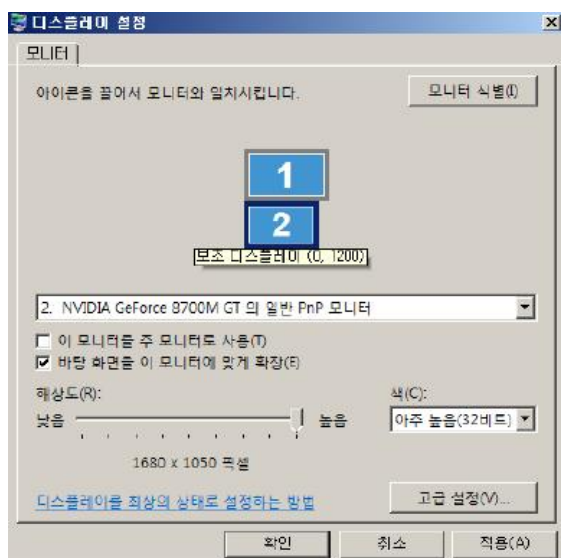 디스플레이 설정
모니터
아이콘을 끌어서 모니터와 일치시킵니다.
모니터 식별(I)
1
2
보조 디스플레이 (0, 1200)
2. NVIDIA GeForce 8700M GT 의 일반 PnP 모니터
이 모니터를 주 모니터로 사용(T)
바탕 화면을 이 모니터에 맞게 확장(E)
해상도(R):
색(C):
낮음 높음
아주 높음(32비트)
1680 x 1050 픽셀
디스플레이를 최상의 상태로 설정하는 방법
고급 설정(V)...
확인 취소 적용(A)